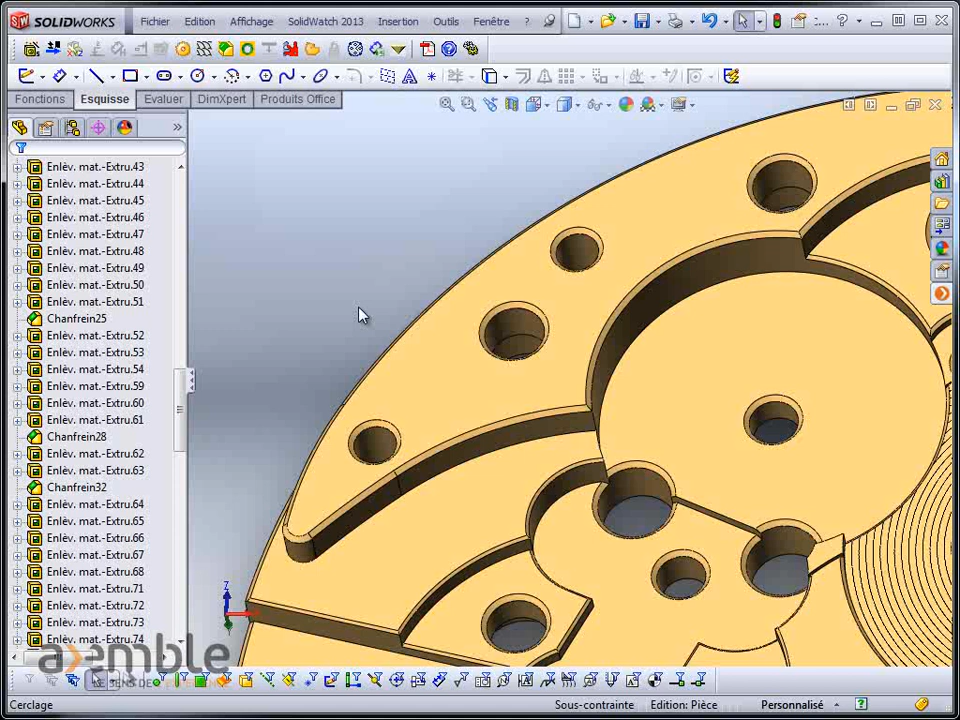 SOLIDWORKS Fichier Edition Affichage SolidWatch 2013 Insertion Outils Fenêtre ?
Fonctions Esquisse Evaluer DimXpert Produits Office
Enlèv. mat.-Extru.43
Enlèv. mat.-Extru.44
Enlèv. mat.-Extru.45
Enlèv. mat.-Extru.46
Enlèv. mat.-Extru.47
Enlèv. mat.-Extru.48
Enlèv. mat.-Extru.49
Enlèv. mat.-Extru.50
Enlèv. mat.-Extru.51
Chanfrein25
Enlèv. mat.-Extru.52
Enlèv. mat.-Extru.53
Enlèv. mat.-Extru.54
Enlèv. mat.-Extru.59
Enlèv. mat.-Extru.60
Enlèv. mat.-Extru.61
Chanfrein28
Enlèv. mat.-Extru.62
Enlèv. mat.-Extru.63
Chanfrein32
Enlèv. mat.-Extru.64
Enlèv. mat.-Extru.65
Enlèv. mat.-Extru.66
Enlèv. mat.-Extru.67
Enlèv. mat.-Extru.68
Enlèv. mat.-Extru.71
Enlèv. mat.-Extru.72
Enlèv. mat.-Extru.73
Enlèv. mat.-Extru.74
Z
axemble
LE SENS DE
Cerclage Sous-contrainte Edition: Pièce Personnalisé